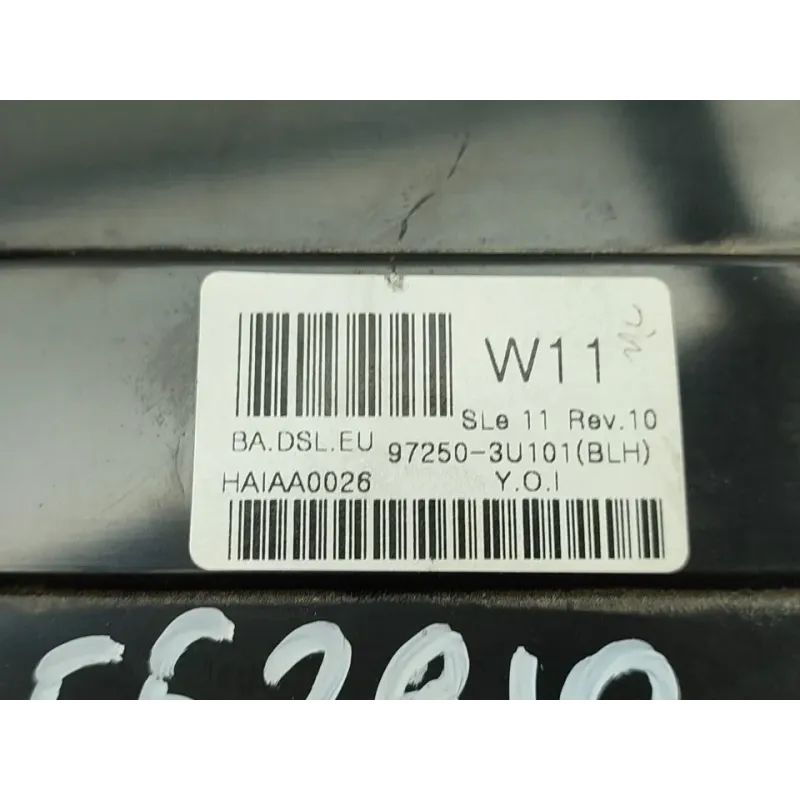 W11
SLe 11 Rev.10
BA.DSL.EU 97250-3U101(BLH)
HAIAA0026 Y.O.I